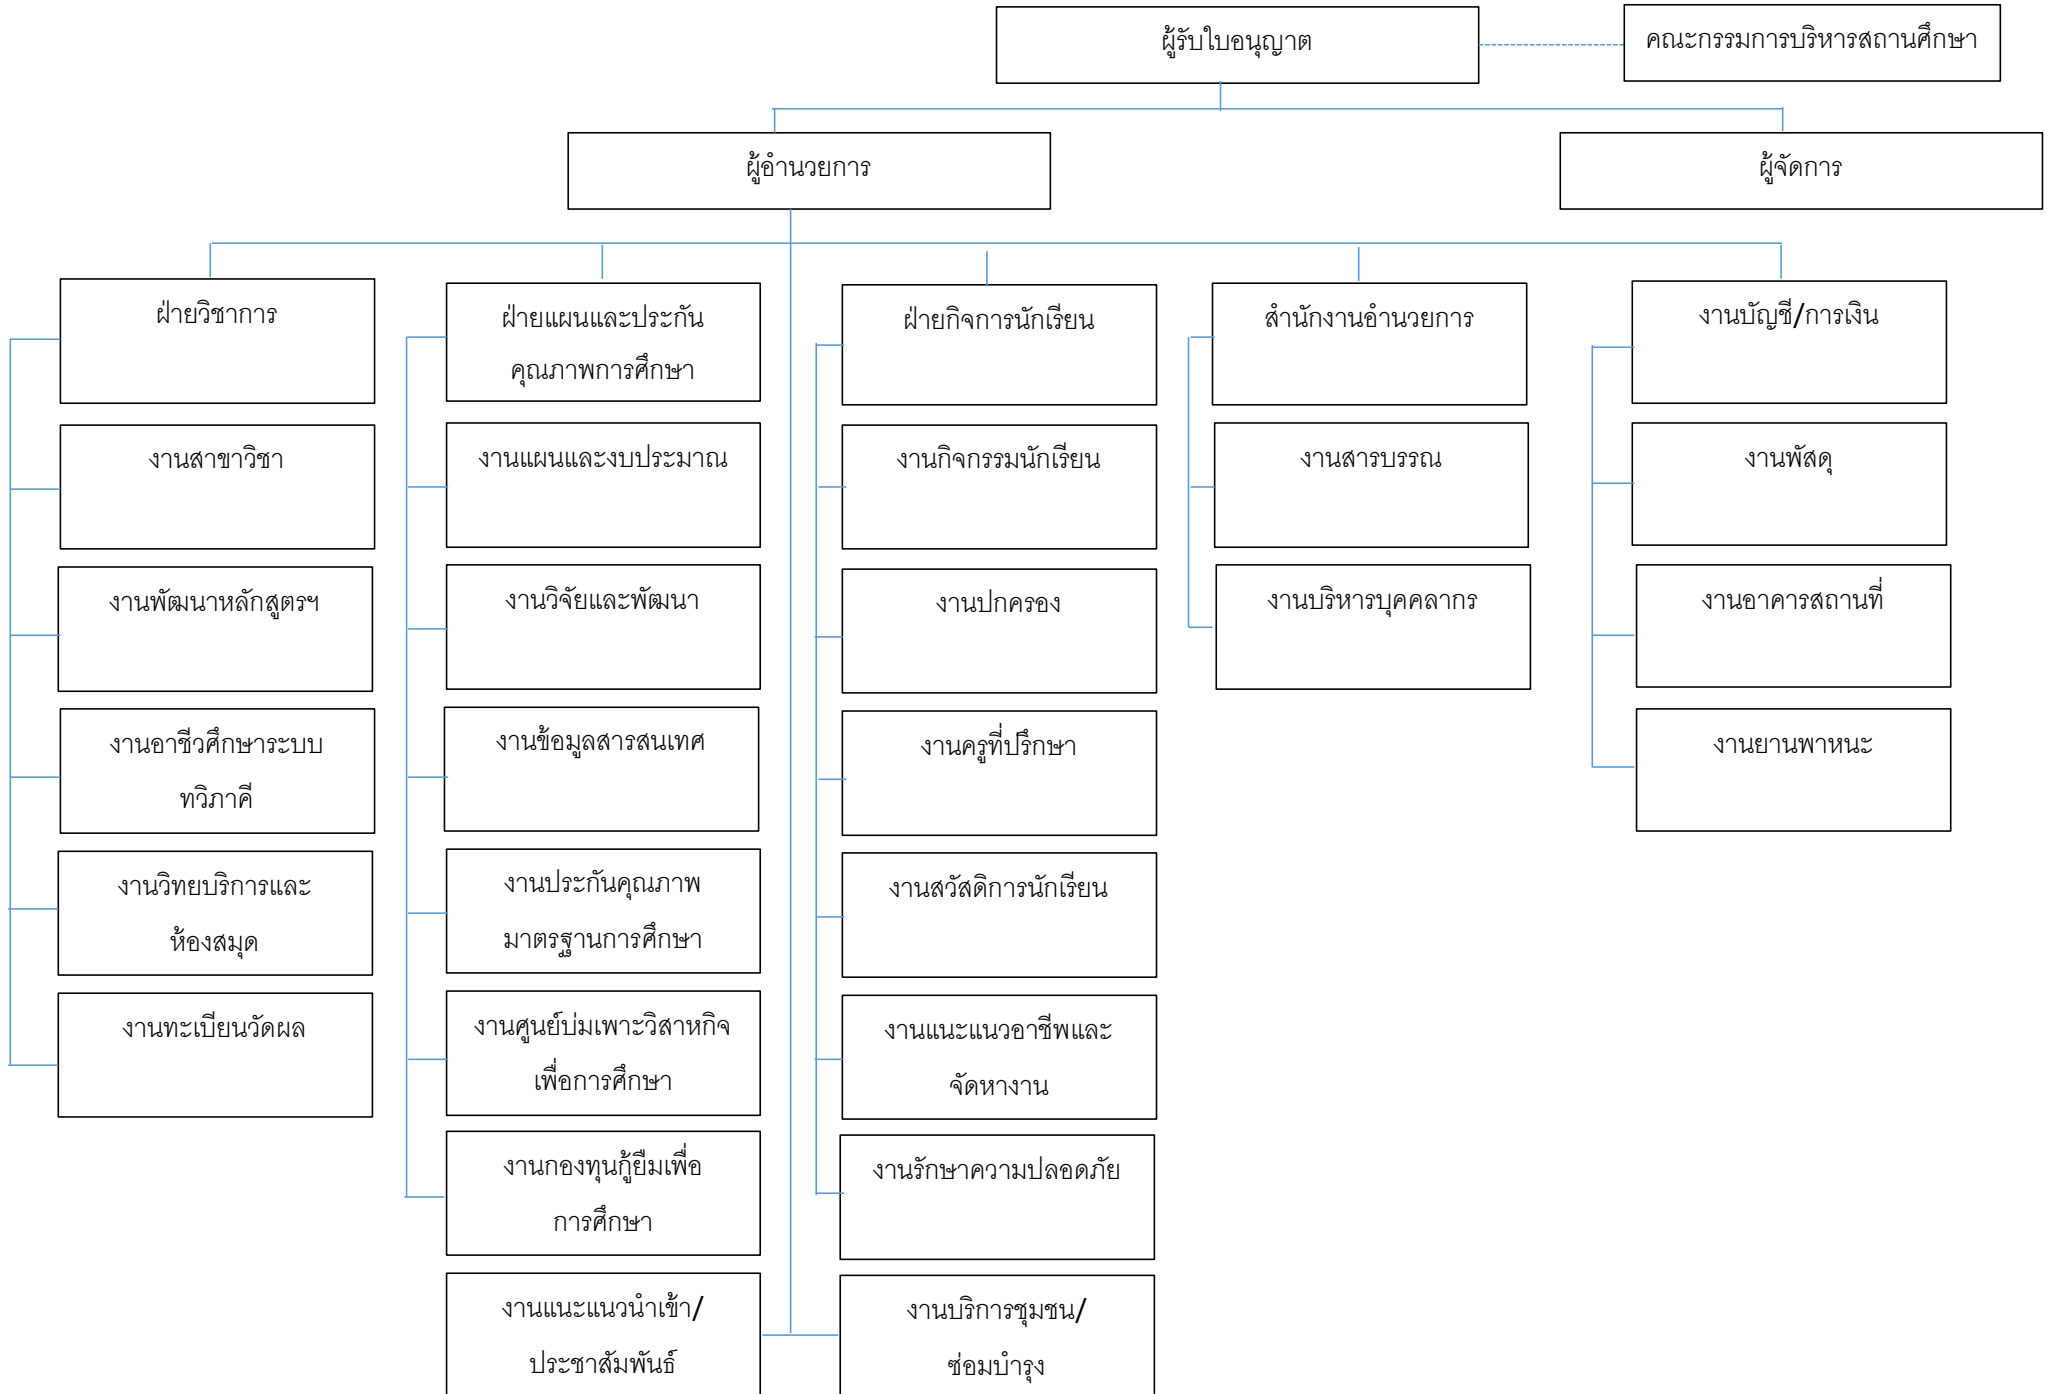 ผู้รับใบอนุญาต
คณะกรรมการบริหารสถานศึกษา
ผู้อำนวยการ
ผู้จัดการ
ฝ่ายวิชาการ
งานสาขาวิชา
งานพัฒนาหลักสูตรฯ
งานอาชีวศึกษาระบบ
ทวิภาคี
งานวิทยบริการและ
ห้องสมุด
งานทะเบียนวัดผล
ฝ่ายแผนและประกัน
คุณภาพการศึกษา
งานแผนและงบประมาณ
งานวิจัยและพัฒนา
งานข้อมูลสารสนเทศ
งานประกันคุณภาพ
มาตรฐานการศึกษา
งานศูนย์บ่มเพาะวิสาหกิจ
เพื่อการศึกษา
งานกองทุนกู้ยืมเพื่อ
การศึกษา
งานแนะแนวนำเข้า/
ประชาสัมพันธ์
ฝ่ายกิจการนักเรียน
งานกิจกรรมนักเรียน
งานปกครอง
งานครูที่ปรึกษา
งานสวัสดิการนักเรียน
งานแนะแนวอาชีพและ
จัดหางาน
งานรักษาความปลอดภัย
งานบริการชุมชน/
ซ่อมบำรุง
สำนักงานอำนวยการ
งานสารบรรณ
งานบริหารบุคคลากร
งานบัญชี/การเงิน
งานพัสดุ
งานอาคารสถานที่
งานยานพาหนะ